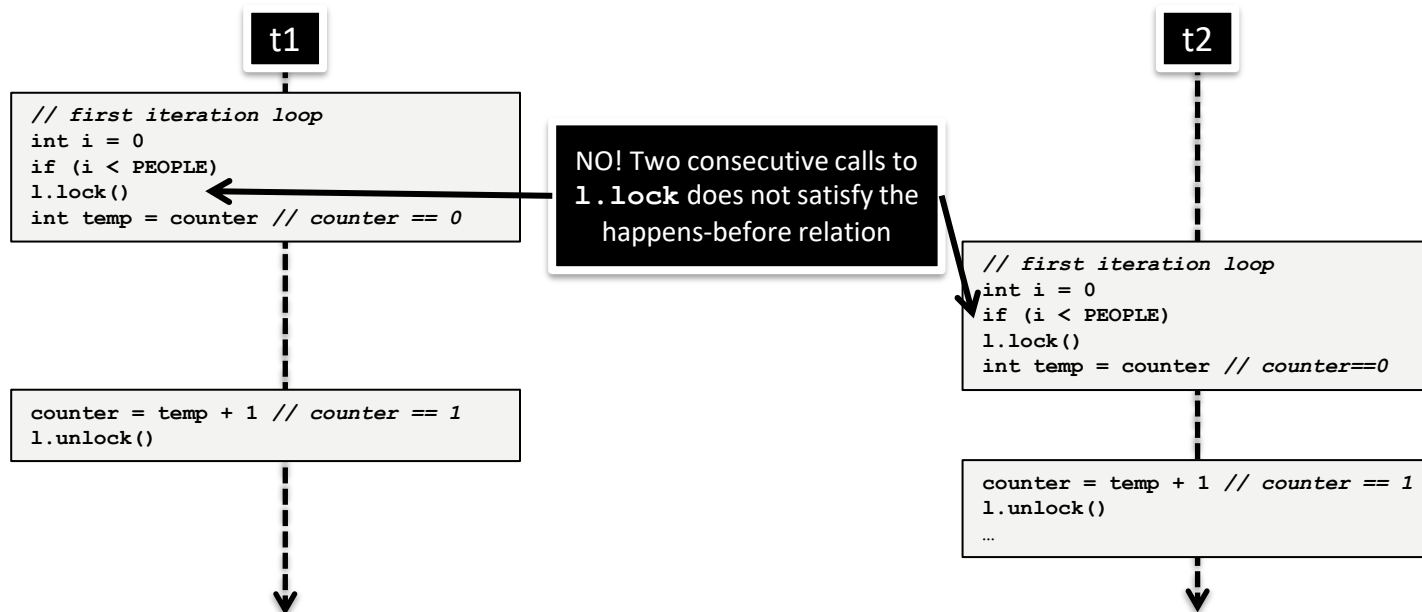 t1
t2
// first iteration loop
int i = 0
if (i < PEOPLE)
l.lock()
int temp = counter // counter == 0
NO! Two consecutive calls to
l.lock does not satisfy the
happens-before relation
// first iteration loop
int i = 0
if (i < PEOPLE)
l.lock()
int temp = counter // counter==0
counter = temp + 1 // counter == 1
l.unlock()
counter = temp + 1 // counter == 1
l.unlock()
…